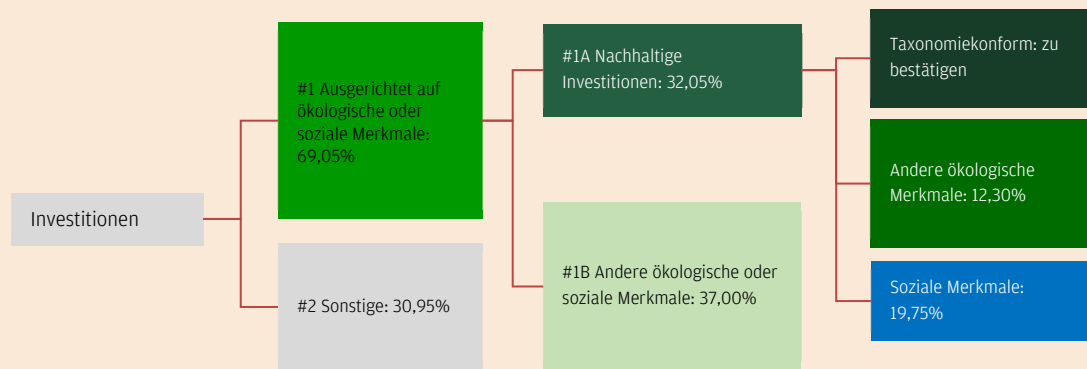 Investitionen
#1 Ausgerichtet auf
ökologische oder
soziale Merkmale:
69,05%
#2 Sonstige: 30,95%
#1A Nachhaltige
Investitionen: 32,05%
#1B Andere ökologische oder
soziale Merkmale: 37,00%
Taxonomiekonform: zu
bestätigen
Andere ökologische
Merkmale: 12,30%
Soziale Merkmale:
19,75%